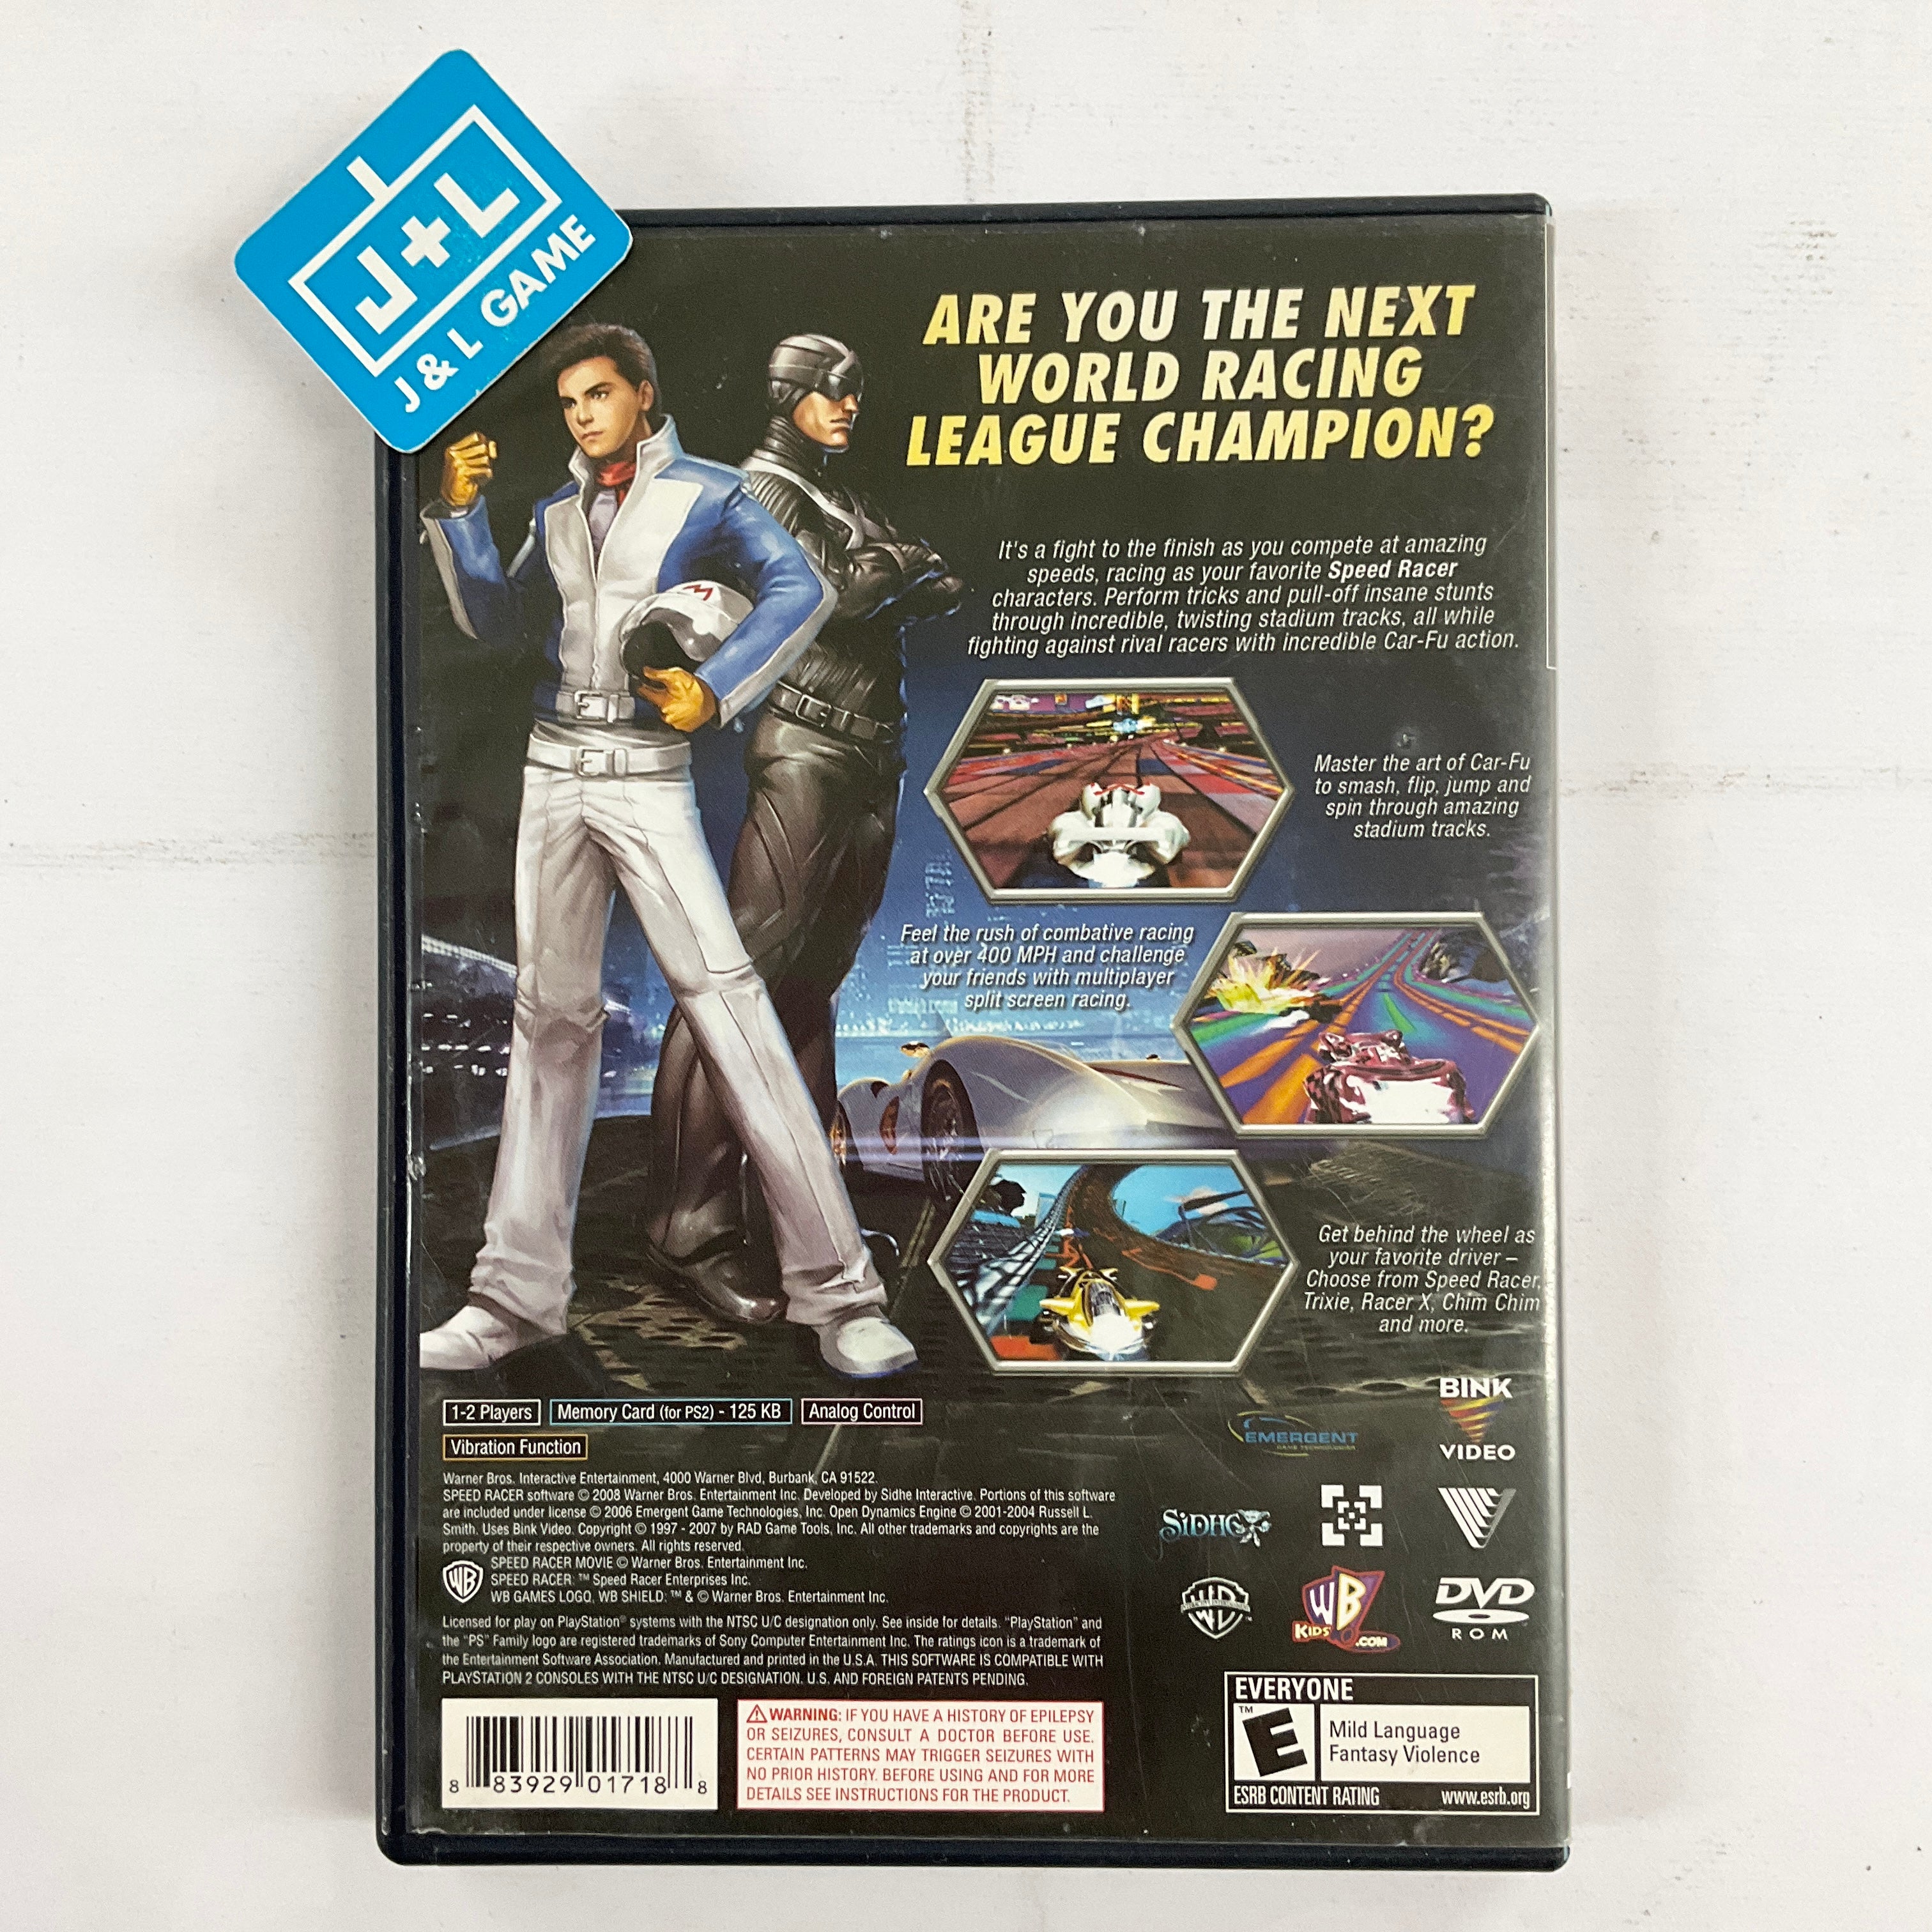 J+L
J & L GAME
ARE YOU THE NEXT
WORLD RACING
LEAGUE CHAMPION?
It's a fight to the finish as you compete at amazing
speeds, racing as your favorite Speed Racer
characters. Perform tricks and pull-off insane stunts
through incredible, twisting stadium tracks, all while
fighting against rival racers with incredible Car-Fu action.
Master the art of Car-Fu
to smash, flip, jump and
spin through amazing
stadium tracks.
Feel the rush of combative racing
at over 400 MPH and challenge
your friends with multiplayer
split screen racing.
Get behind the wheel as
your favorite driver –
Choose from Speed Racer,
Trixie, Racer X, Chim Chim
and more.
1-2 Players
Memory Card (for PS2) - 125 KB
Analog Control
Vibration Function
EMERGENT
GAME TECHNOLOGIES
BINK
VIDEO
Warner Bros. Interactive Entertainment, 4000 Warner Blvd, Burbank, CA 91522.
SPEED RACER software © 2008 Warner Bros. Entertainment Inc. Developed by Sidhe Interactive. Portions of this software
are included under license © 2006 Emergent Game Technologies, Inc. Open Dynamics Engine © 2001-2004 Russell L.
Smith. Uses Bink Video. Copyright © 1997 - 2007 by RAD Game Tools, Inc. All other trademarks and copyrights are the
property of their respective owners. All rights reserved.
WB
SPEED RACER MOVIE © Warner Bros. Entertainment Inc.
SPEED RACER: ™ Speed Racer Enterprises Inc.
WB GAMES LOGO, WB SHIELD: ™ & © Warner Bros. Entertainment Inc.
Licensed for play on PlayStation® systems with the NTSC U/C designation only. See inside for details. "PlayStation" and
the "PS" Family logo are registered trademarks of Sony Computer Entertainment Inc. The ratings icon is a trademark of
the Entertainment Software Association. Manufactured and printed in the U.S.A. THIS SOFTWARE IS COMPATIBLE WITH
PLAYSTATION 2 CONSOLES WITH THE NTSC U/C DESIGNATION. U.S. AND FOREIGN PATENTS PENDING.
SIDHE
WB
KIDS
WB
.COM
DVD
ROM
8 83929 01718 8
⚠ WARNING: IF YOU HAVE A HISTORY OF EPILEPSY
OR SEIZURES, CONSULT A DOCTOR BEFORE USE.
CERTAIN PATTERNS MAY TRIGGER SEIZURES WITH
NO PRIOR HISTORY. BEFORE USING AND FOR MORE
DETAILS SEE INSTRUCTIONS FOR THE PRODUCT.
EVERYONE
E™
Mild Language
Fantasy Violence
ESRB CONTENT RATING
www.esrb.org